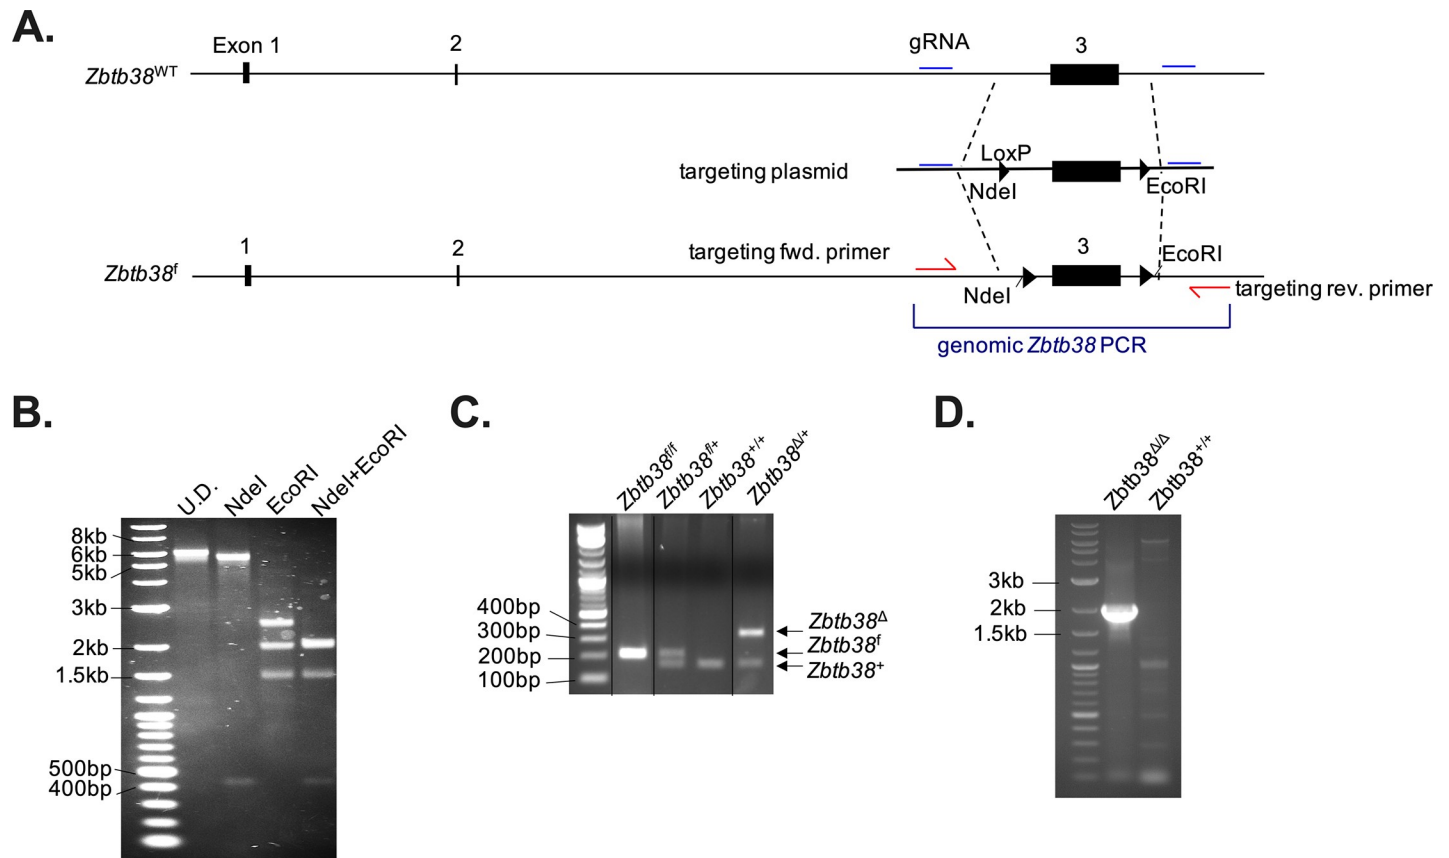 A.
Exon 1
2
gRNA
3
Zbtb38WT
LoxP
targeting plasmid
NdeI
EcoRI
1
2
targeting fwd. primer
3
EcoRI
Zbtb38f
NdeI
targeting rev. primer
genomic Zbtb38 PCR
B.
U.D.
NdeI
EcoRI
NdeI+EcoRI
8kb
6kb
5kb
3kb
2kb
1.5kb
500bp
400bp
C.
Zbtb38f/f
Zbtb38f/+
Zbtb38+/+
Zbtb38Δ/+
400bp
300bp
200bp
100bp
Zbtb38Δ
Zbtb38f
Zbtb38+
D.
Zbtb38Δ/Δ
Zbtb38+/+
3kb
2kb
1.5kb